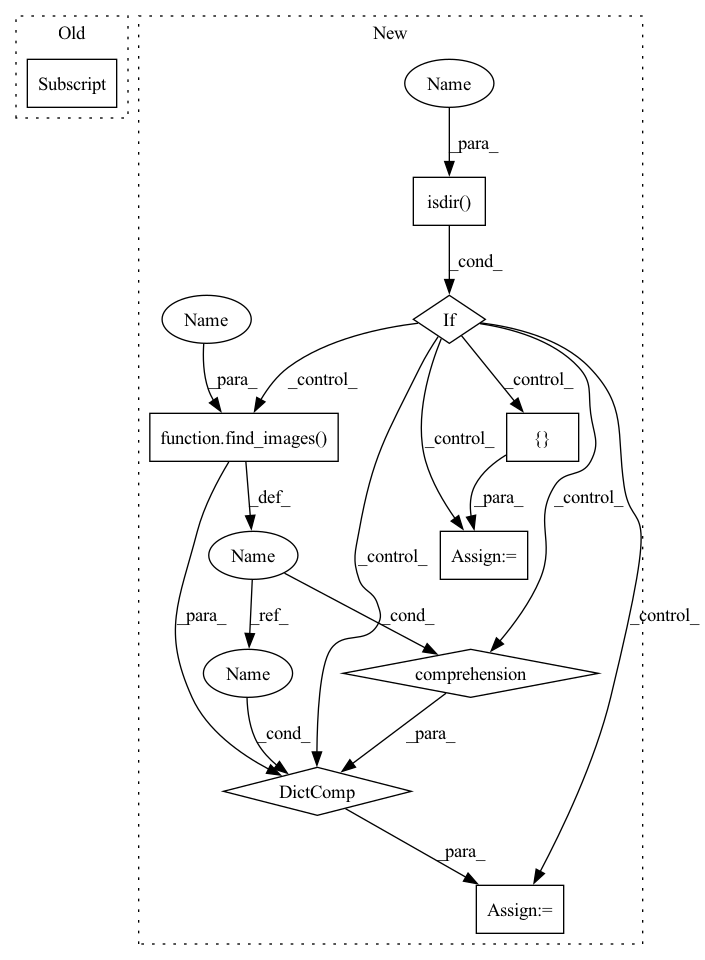 Old
New
Subscript
Name
_para_
isdir()
_cond_
Name
If
_para_
_control_
_control_
function.find_images()
_control_
{}
_control_
_def_
_para_
Name
_control_
Assign:=
_para_
_ref_
_cond_
_control_
Name
comprehension
_cond_
_para_
DictComp
_para_
Assign:=